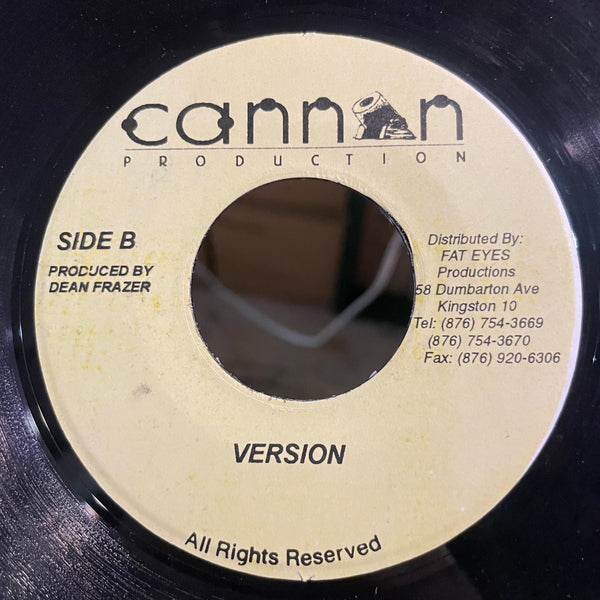 cannon
PRODUCTION
SIDE B
PRODUCED BY
DEAN FRAZER
Distributed By:
FAT EYES
Productions
58 Dumbarton Ave
Kingston 10
Tel: (876) 754-3669
(876) 754-3670
Fax: (876) 920-6306
VERSION
All Rights Reserved